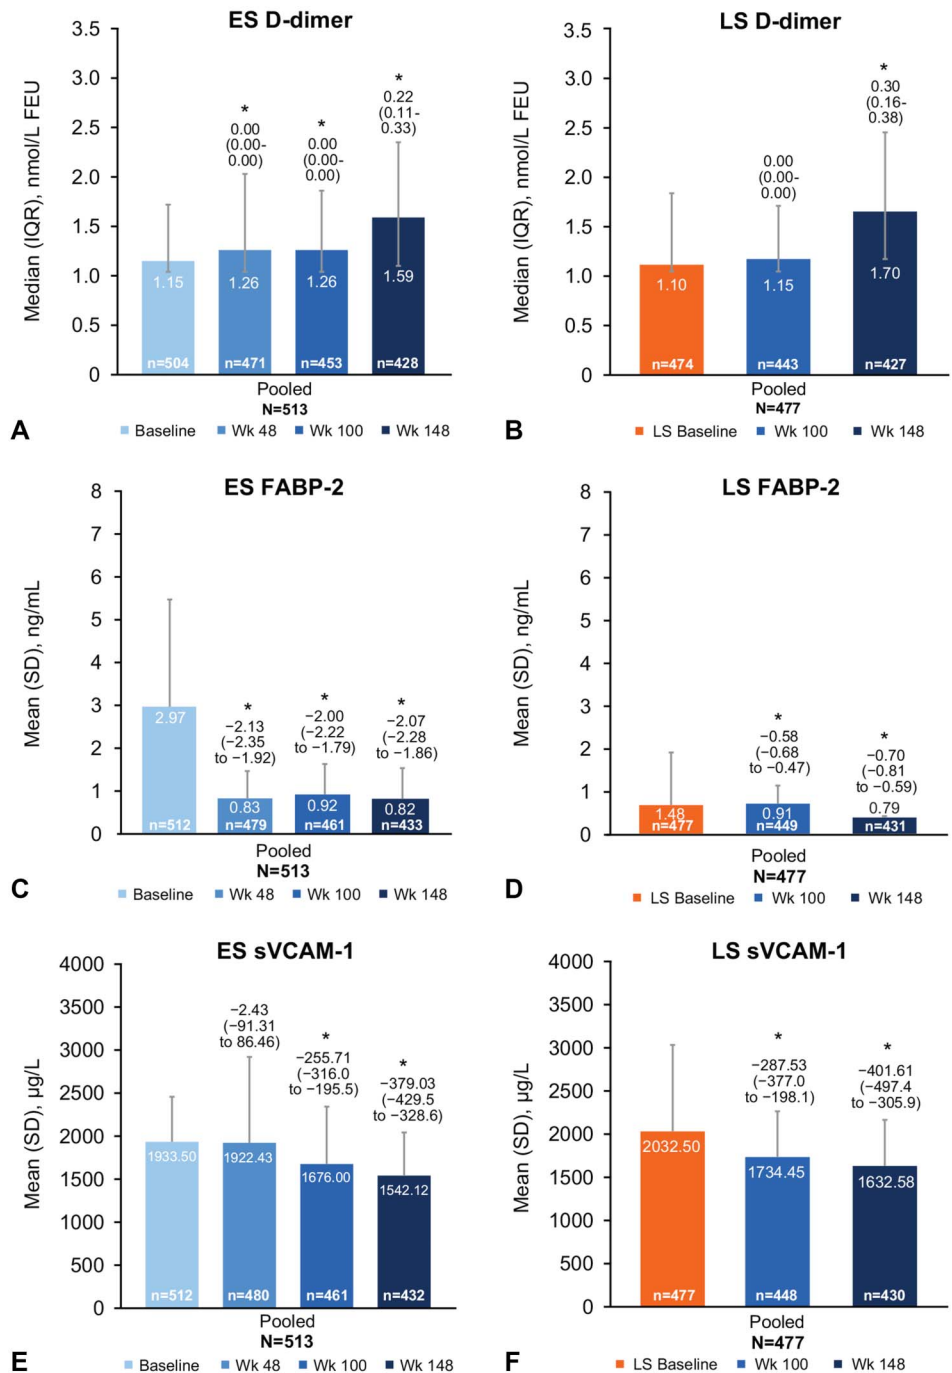 ES D-dimer
Median (IQR), nmol/L FEU
3.5
3.0
2.5
2.0
1.5
1.0
0.5
0
*
0.00
(0.00-
0.00)
*
0.00
(0.00-
0.00)
*
0.22
(0.11-
0.33)
1.15
1.26
1.26
1.59
n=504
n=471
n=453
n=428
Pooled
N=513
A
Baseline
Wk 48
Wk 100
Wk 148
LS D-dimer
Median (IQR), nmol/L FEU
3.5
3.0
2.5
2.0
1.5
1.0
0.5
0
0.00
(0.00-
0.00)
*
0.30
(0.16-
0.38)
1.10
1.15
1.70
n=474
n=443
n=427
Pooled
N=477
B
LS Baseline
Wk 100
Wk 148
ES FABP-2
Mean (SD), ng/mL
8
7
6
5
4
3
2
1
0
*
−2.13
(−2.35
to −1.92)
*
−2.00
(−2.22
to −1.79)
*
−2.07
(−2.28
to −1.86)
2.97
0.83
0.92
0.82
n=512
n=479
n=461
n=433
Pooled
N=513
C
Baseline
Wk 48
Wk 100
Wk 148
LS FABP-2
Mean (SD), ng/mL
8
7
6
5
4
3
2
1
0
*
−0.58
(−0.68
to −0.47)
*
−0.70
(−0.81
to −0.59)
1.48
0.91
0.79
n=477
n=449
n=431
Pooled
N=477
D
LS Baseline
Wk 100
Wk 148
ES sVCAM-1
Mean (SD), µg/L
4000
3500
3000
2500
2000
1500
1000
500
0
−2.43
(−91.31
to 86.46)
*
−255.71
(−316.0
to −195.5)
*
−379.03
(−429.5
to −328.6)
1933.50
1922.43
1676.00
1542.12
n=512
n=480
n=461
n=432
Pooled
N=513
E
Baseline
Wk 48
Wk 100
Wk 148
LS sVCAM-1
Mean (SD), µg/L
4000
3500
3000
2500
2000
1500
1000
500
0
*
−287.53
(−377.0
to −198.1)
*
−401.61
(−497.4
to −305.9)
2032.50
1734.45
1632.58
n=477
n=448
n=430
Pooled
N=477
F
LS Baseline
Wk 100
Wk 148